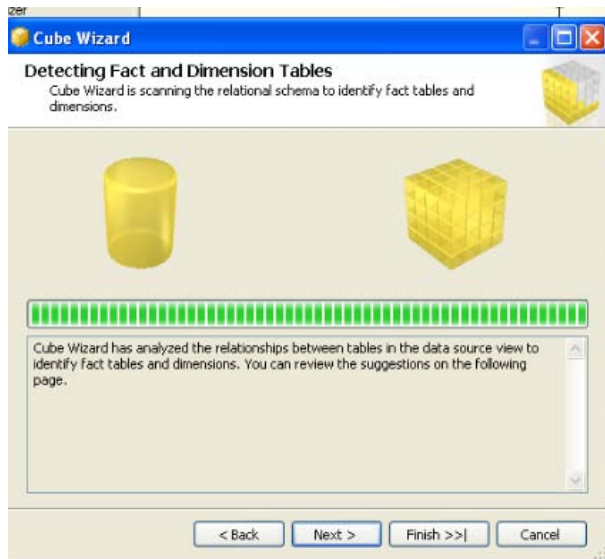 zer
Cube Wizard
Detecting Fact and Dimension Tables
Cube Wizard is scanning the relational schema to identify fact tables and
dimensions.
Cube Wizard has analyzed the relationships between tables in the data source view to
identify fact tables and dimensions. You can review the suggestions on the following
page.
< Back Next > Finish >>| Cancel